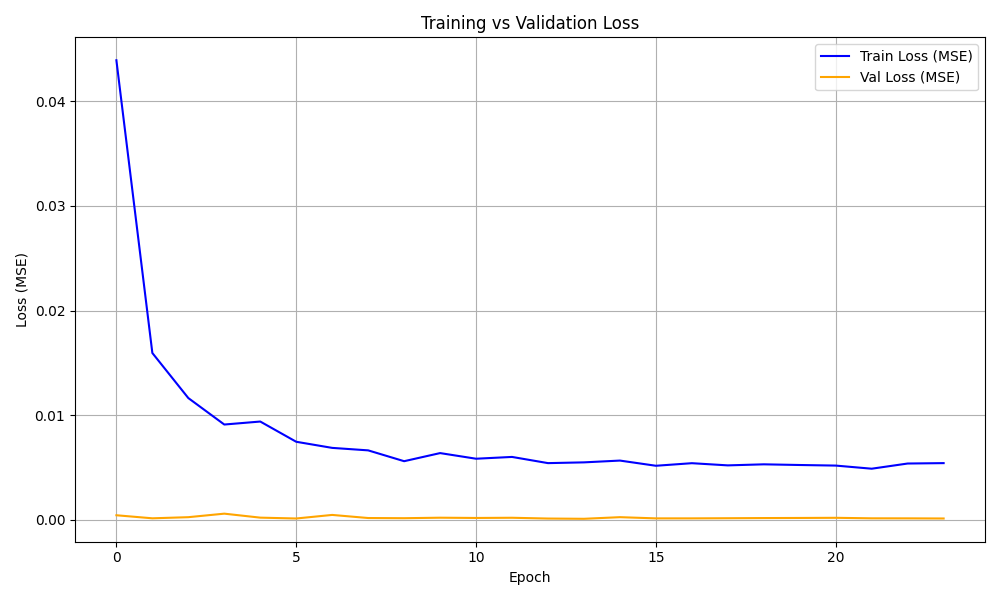 Training vs Validation Loss
Train Loss (MSE)
Val Loss (MSE)
Loss (MSE)
0.04
0.03
0.02
0.01
0.00
0 5 10 15 20
Epoch